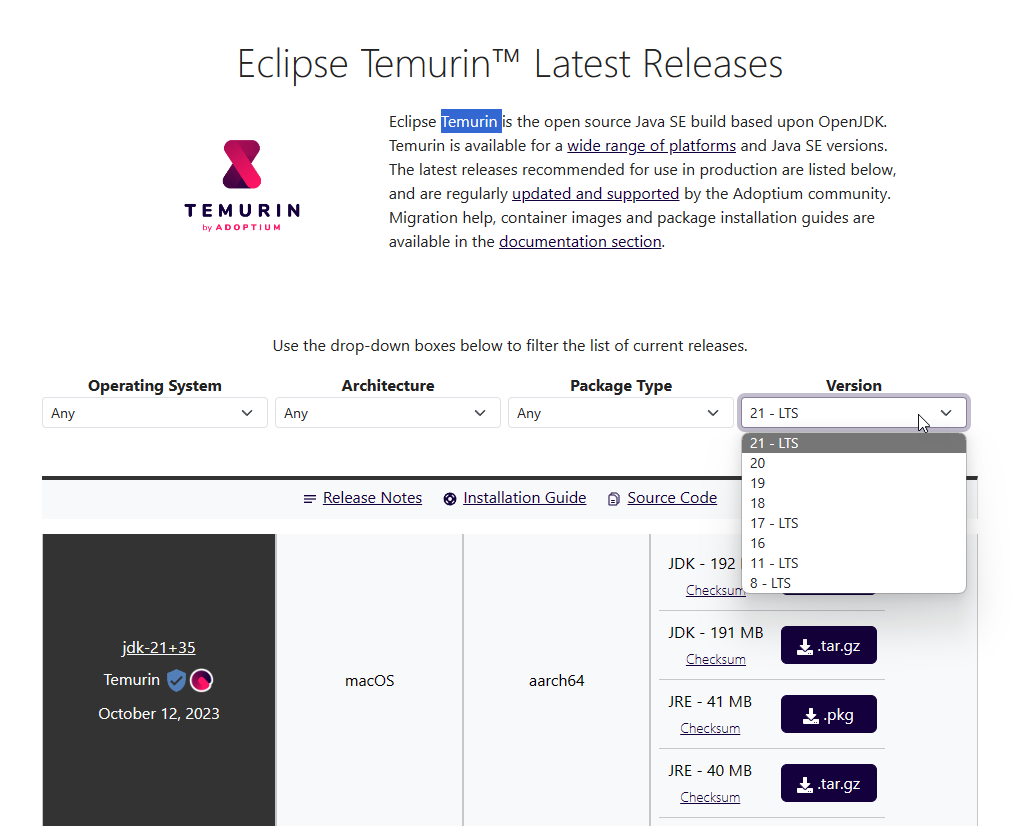 Eclipse Temurin™ Latest Releases
Eclipse Temurin is the open source Java SE build based upon OpenJDK.
Temurin is available for a wide range of platforms and Java SE versions.
The latest releases recommended for use in production are listed below,
and are regularly updated and supported by the Adoptium community.
Migration help, container images and package installation guides are
available in the documentation section.
TEMURIN
by ADOPTIUM
Use the drop-down boxes below to filter the list of current releases.
Operating System Architecture Package Type Version
Any Any Any 21 - LTS
21 - LTS
20
19
18
17 - LTS
16
11 - LTS
8 - LTS
Release Notes Installation Guide Source Code
jdk-21+35
Temurin
October 12, 2023
macOS
aarch64
JDK - 192
Checksum
JDK - 191 MB .tar.gz
Checksum
JRE - 41 MB .pkg
Checksum
JRE - 40 MB .tar.gz
Checksum